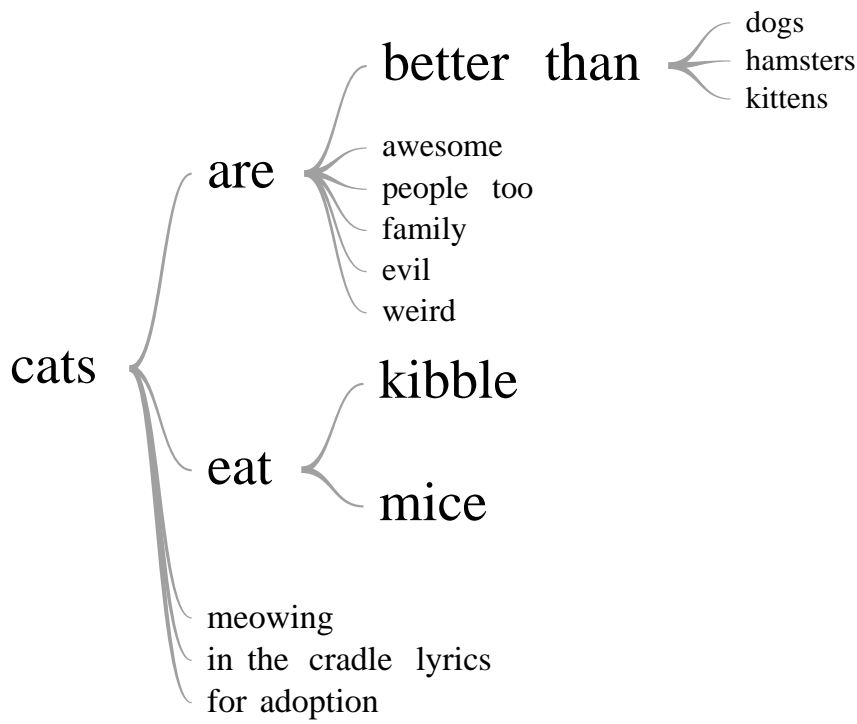 dogs
better than
hamsters
kittens
awesome
are
people too
family
evil
weird
cats
kibble
eat
mice
meowing
in the cradle lyrics
for adoption